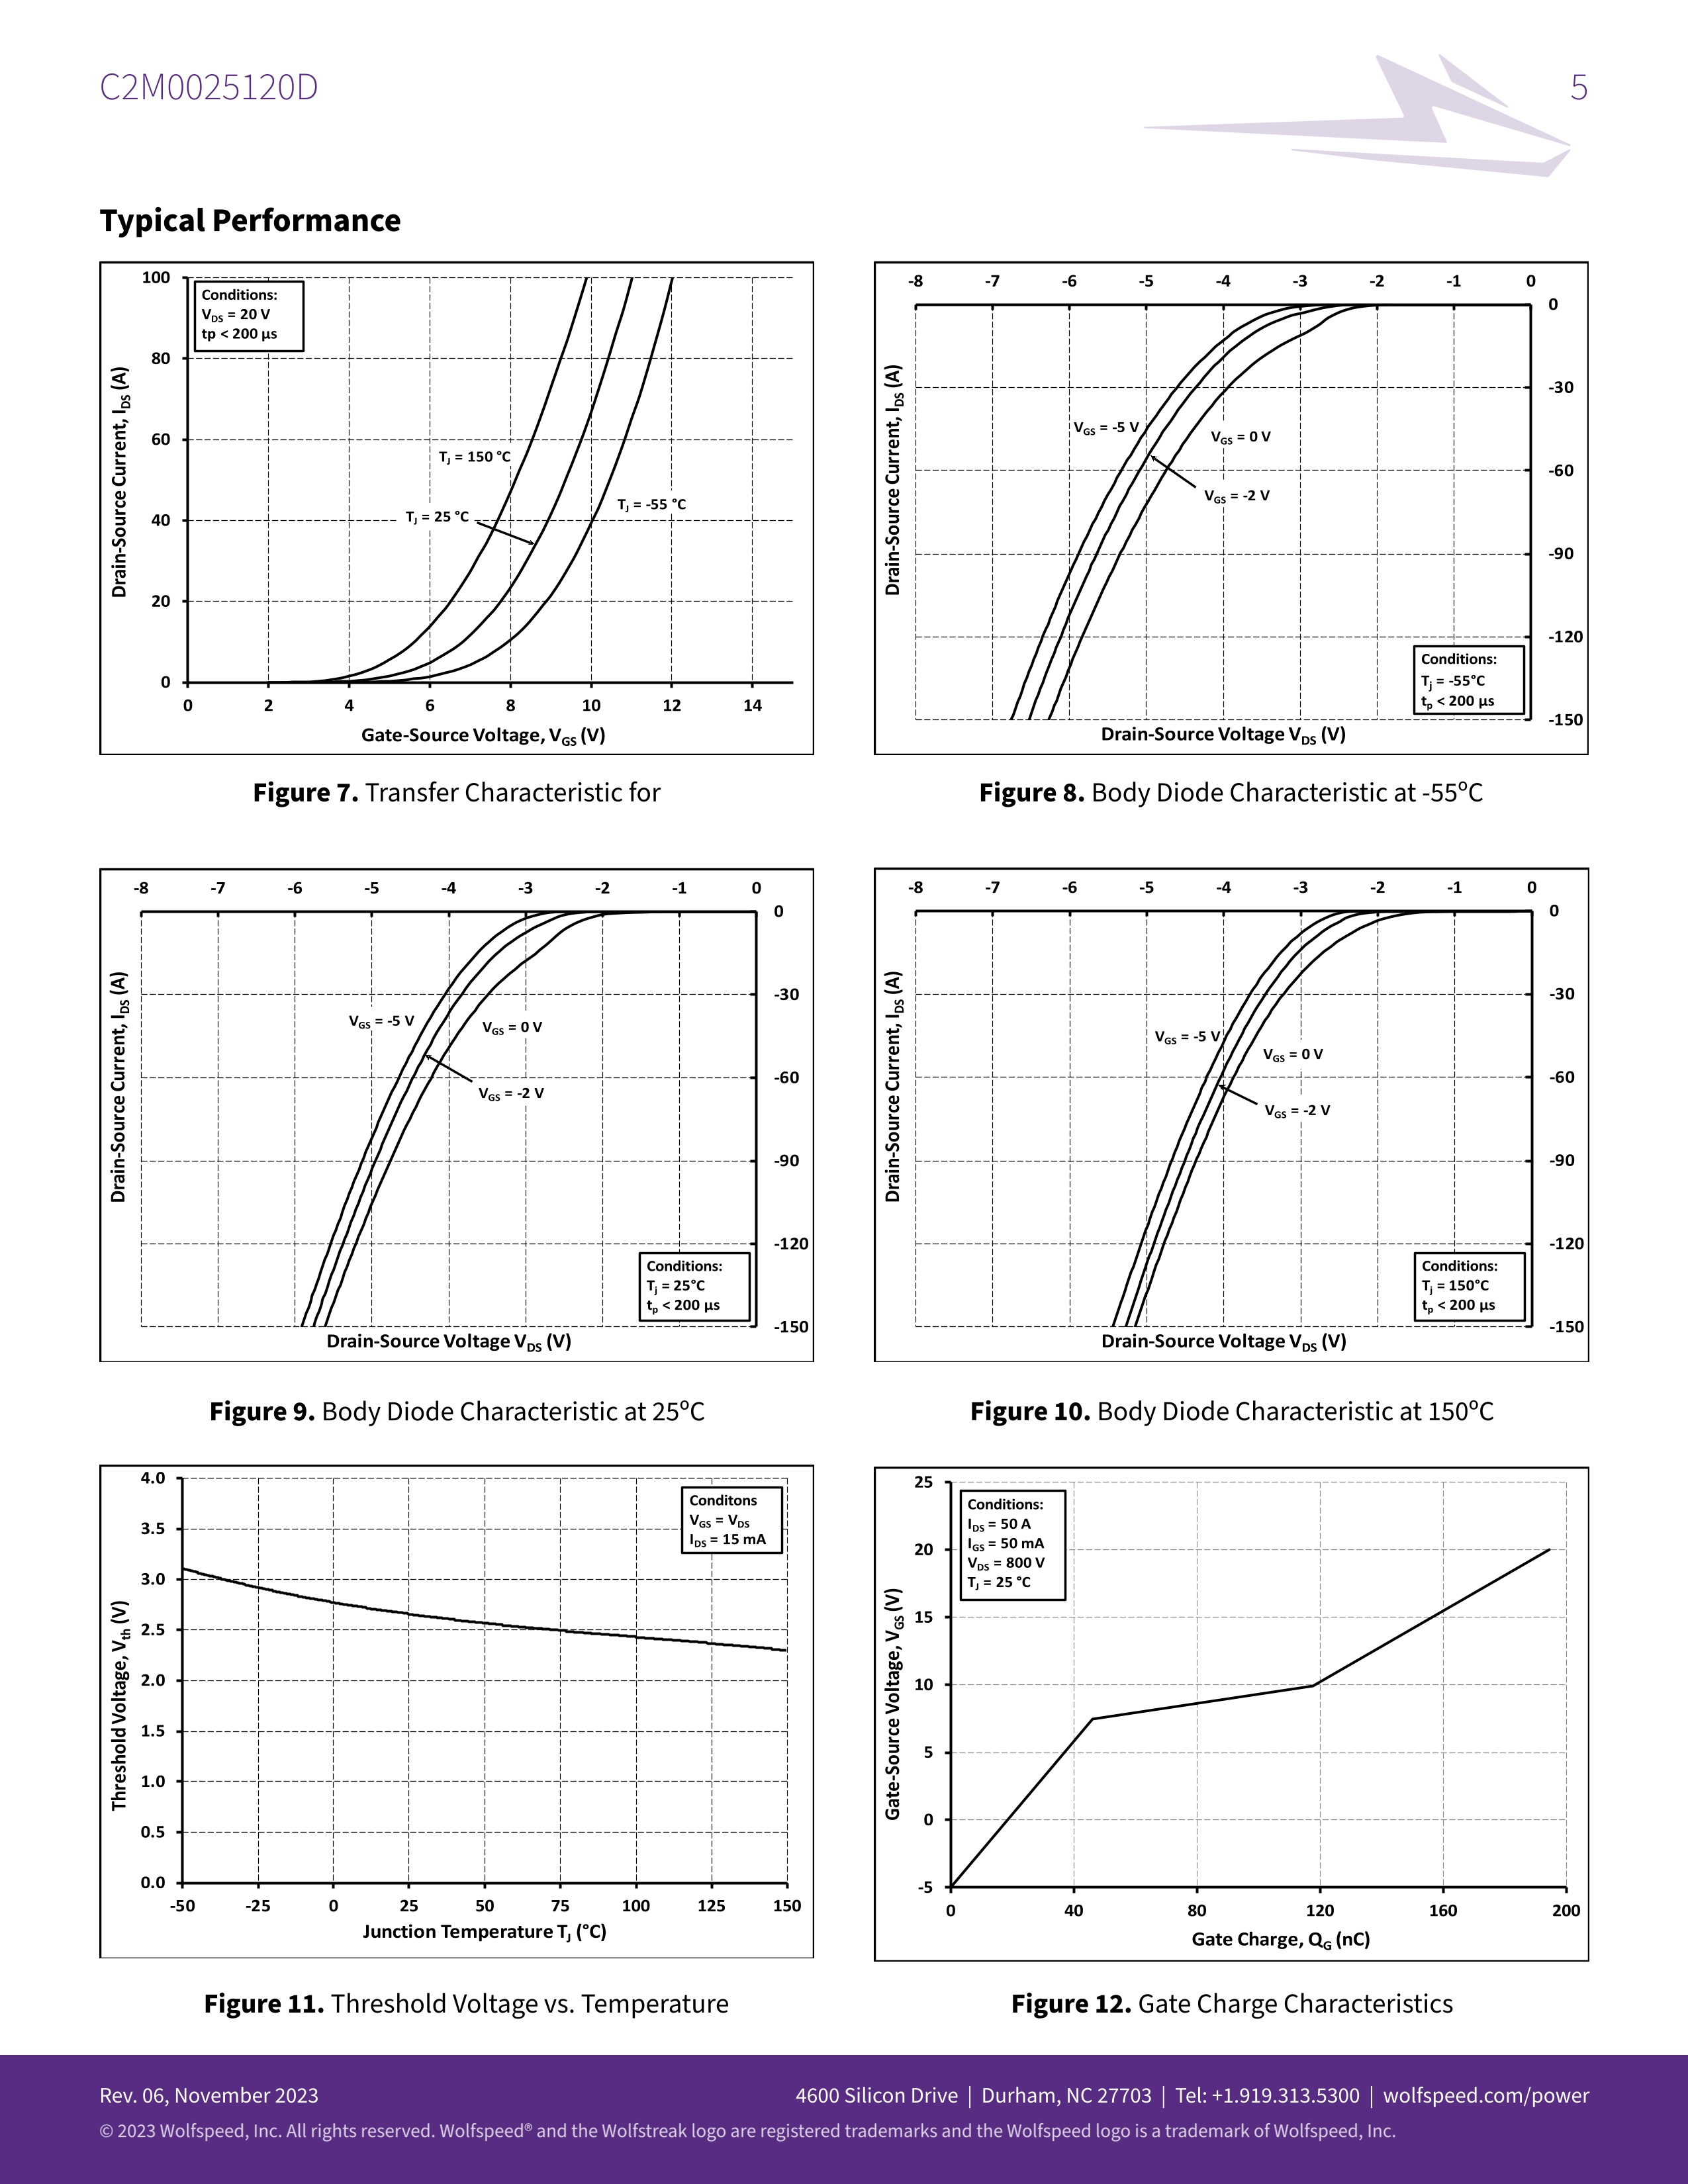 C2M0025120D
5
Typical Performance
100
80
60
40
20
0
0 2 4 6 8 10 12 14
Drain-Source Current, IDS (A)
Gate-Source Voltage, VGS (V)
Conditions:
VDS = 20 V
tp < 200 µs
TJ = 150 °C
TJ = 25 °C
TJ = -55 °C
Figure 7. Transfer Characteristic for
-8 -7 -6 -5 -4 -3 -2 -1 0
0
-30
-60
-90
-120
-150
Drain-Source Current, IDS (A)
Drain-Source Voltage VDS (V)
VGS = -5 V
VGS = 0 V
VGS = -2 V
Conditions:
Tj = -55°C
tp < 200 µs
Figure 8. Body Diode Characteristic at -55ºC
-8 -7 -6 -5 -4 -3 -2 -1 0
0
-30
-60
-90
-120
-150
Drain-Source Current, IDS (A)
Drain-Source Voltage VDS (V)
VGS = -5 V
VGS = 0 V
VGS = -2 V
Conditions:
Tj = 25°C
tp < 200 µs
Figure 9. Body Diode Characteristic at 25ºC
-8 -7 -6 -5 -4 -3 -2 -1 0
0
-30
-60
-90
-120
-150
Drain-Source Current, IDS (A)
Drain-Source Voltage VDS (V)
VGS = -5 V
VGS = 0 V
VGS = -2 V
Conditions:
Tj = 150°C
tp < 200 µs
Figure 10. Body Diode Characteristic at 150ºC
4.0
3.5
3.0
2.5
2.0
1.5
1.0
0.5
0.0
-50 -25 0 25 50 75 100 125 150
Threshold Voltage, Vth (V)
Junction Temperature TJ (°C)
Conditons
VGS = VDS
IDS = 15 mA
Figure 11. Threshold Voltage vs. Temperature
25
20
15
10
5
0
-5
0 40 80 120 160 200
Gate-Source Voltage, VGS (V)
Gate Charge, QG (nC)
Conditions:
IDS = 50 A
IGS = 50 mA
VDS = 800 V
TJ = 25 °C
Figure 12. Gate Charge Characteristics
Rev. 06, November 2023
4600 Silicon Drive | Durham, NC 27703 | Tel: +1.919.313.5300 | wolfspeed.com/power
© 2023 Wolfspeed, Inc. All rights reserved. Wolfspeed® and the Wolfstreak logo are registered trademarks and the Wolfspeed logo is a trademark of Wolfspeed, Inc.